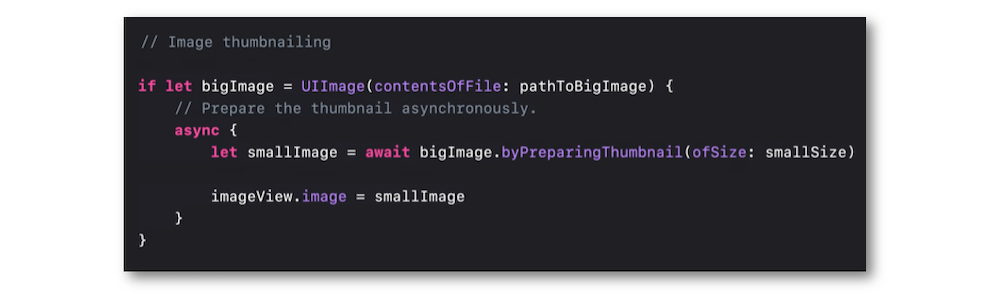 // Image thumbnailing
if let bigImage = UIImage(contentsOfFile: pathToBigImage) {
// Prepare the thumbnail asynchronously.
async {
let smallImage = await bigImage.byPreparingThumbnail(ofSize: smallSize)
imageView.image = smallImage
}
}